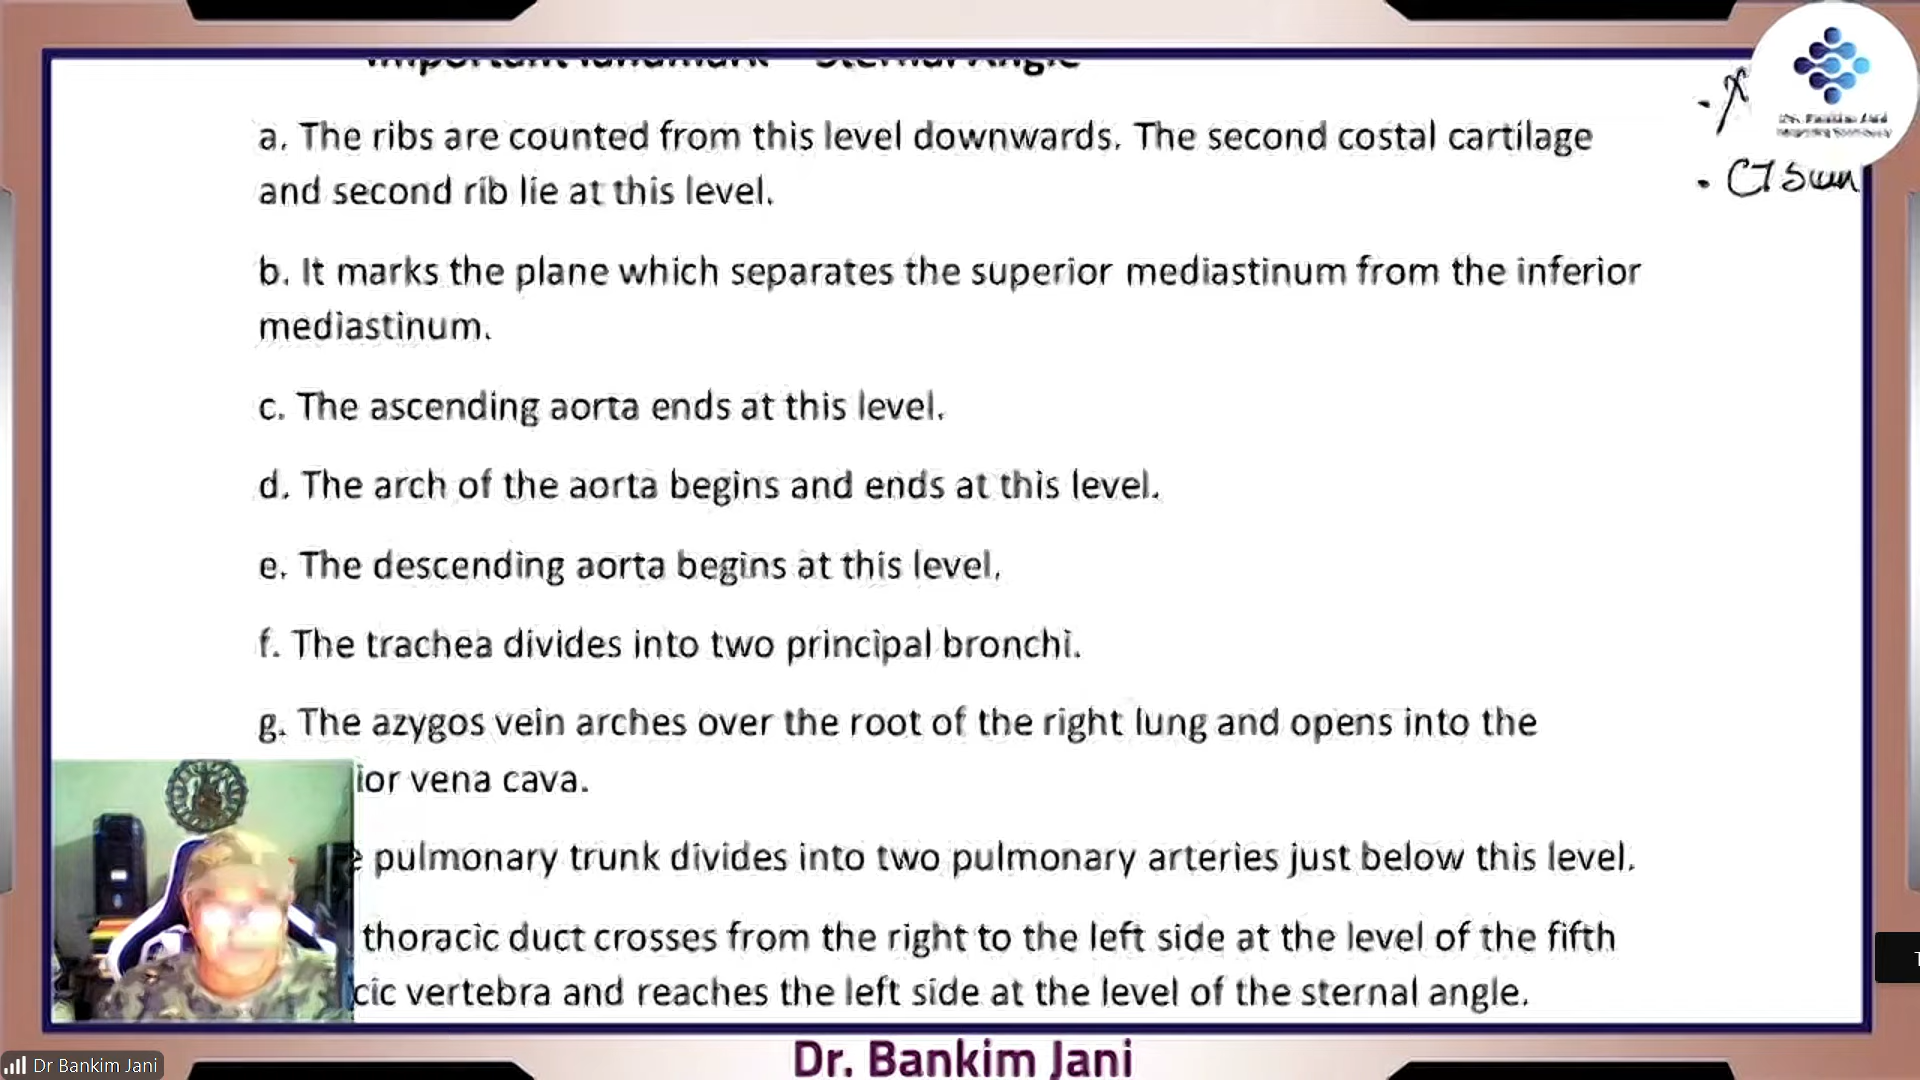 Important landmark – Sternal Angle
a. The ribs are counted from this level downwards. The second costal cartilage
and second rib lie at this level.
b. It marks the plane which separates the superior mediastinum from the inferior
mediastinum.
c. The ascending aorta ends at this level.
d. The arch of the aorta begins and ends at this level.
e. The descending aorta begins at this level.
f. The trachea divides into two principal bronchi.
g. The azygos vein arches over the root of the right lung and opens into the
ior vena cava.
e pulmonary trunk divides into two pulmonary arteries just below this level.
thoracic duct crosses from the right to the left side at the level of the fifth
cic vertebra and reaches the left side at the level of the sternal angle.
Dr. Bankim Jani
Dr Bankim Jani